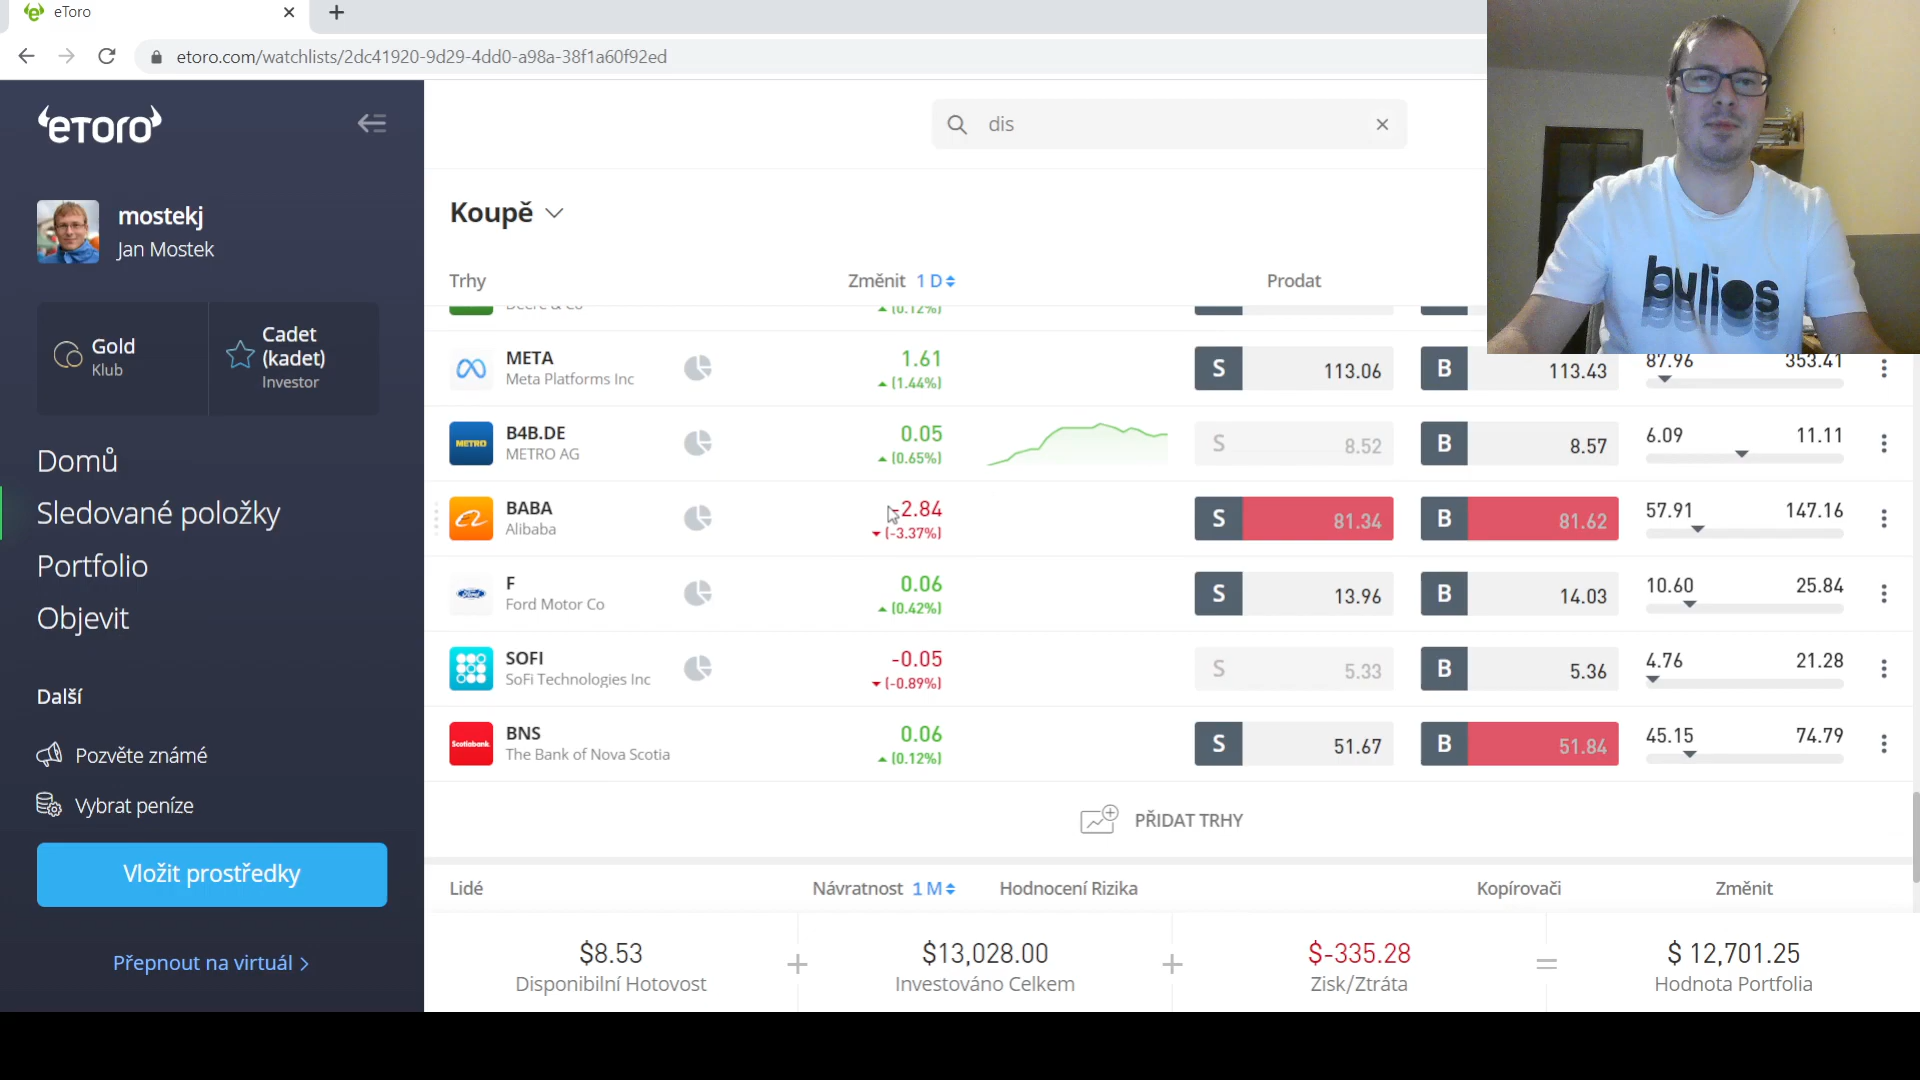 eToro
etoro.com/watchlists/2dc41920-9d29-4dd0-a98a-38f1a60f92ed
eTORO
dis
mostekj
Jan Mostek
Gold
Klub
Cadet
(kadet)
Investor
Domů
Sledované položky
Portfolio
Objevit
Další
Pozvěte známé
Vybrat peníze
Vložit prostředky
Přepnout na virtuál >
Koupě
Trhy Změnit 1 D Prodat
Deere & Co (0.12%)
META 1.61 S 113.06 B 113.43 87.96 353.41
Meta Platforms Inc (1.44%)
METRO B4B.DE 0.05 S 8.52 B 8.57 6.09 11.11
METRO AG (0.65%)
BABA -2.84 S 81.34 B 81.62 57.91 147.16
Alibaba (-3.37%)
F 0.06 S 13.96 B 14.03 10.60 25.84
Ford Motor Co (0.42%)
SOFI -0.05 S 5.33 B 5.36 4.76 21.28
SoFi Technologies Inc (-0.89%)
Scotiabank BNS 0.06 S 51.67 B 51.84 45.15 74.79
The Bank of Nova Scotia (0.12%)
PŘIDAT TRHY
Lidé Návratnost 1 M Hodnocení Rizika Kopírovači Změnit
$8.53 + $13,028.00 + $-335.28 = $ 12,701.25
Disponibilní Hotovost Investováno Celkem Zisk/Ztráta Hodnota Portfolia
bulios